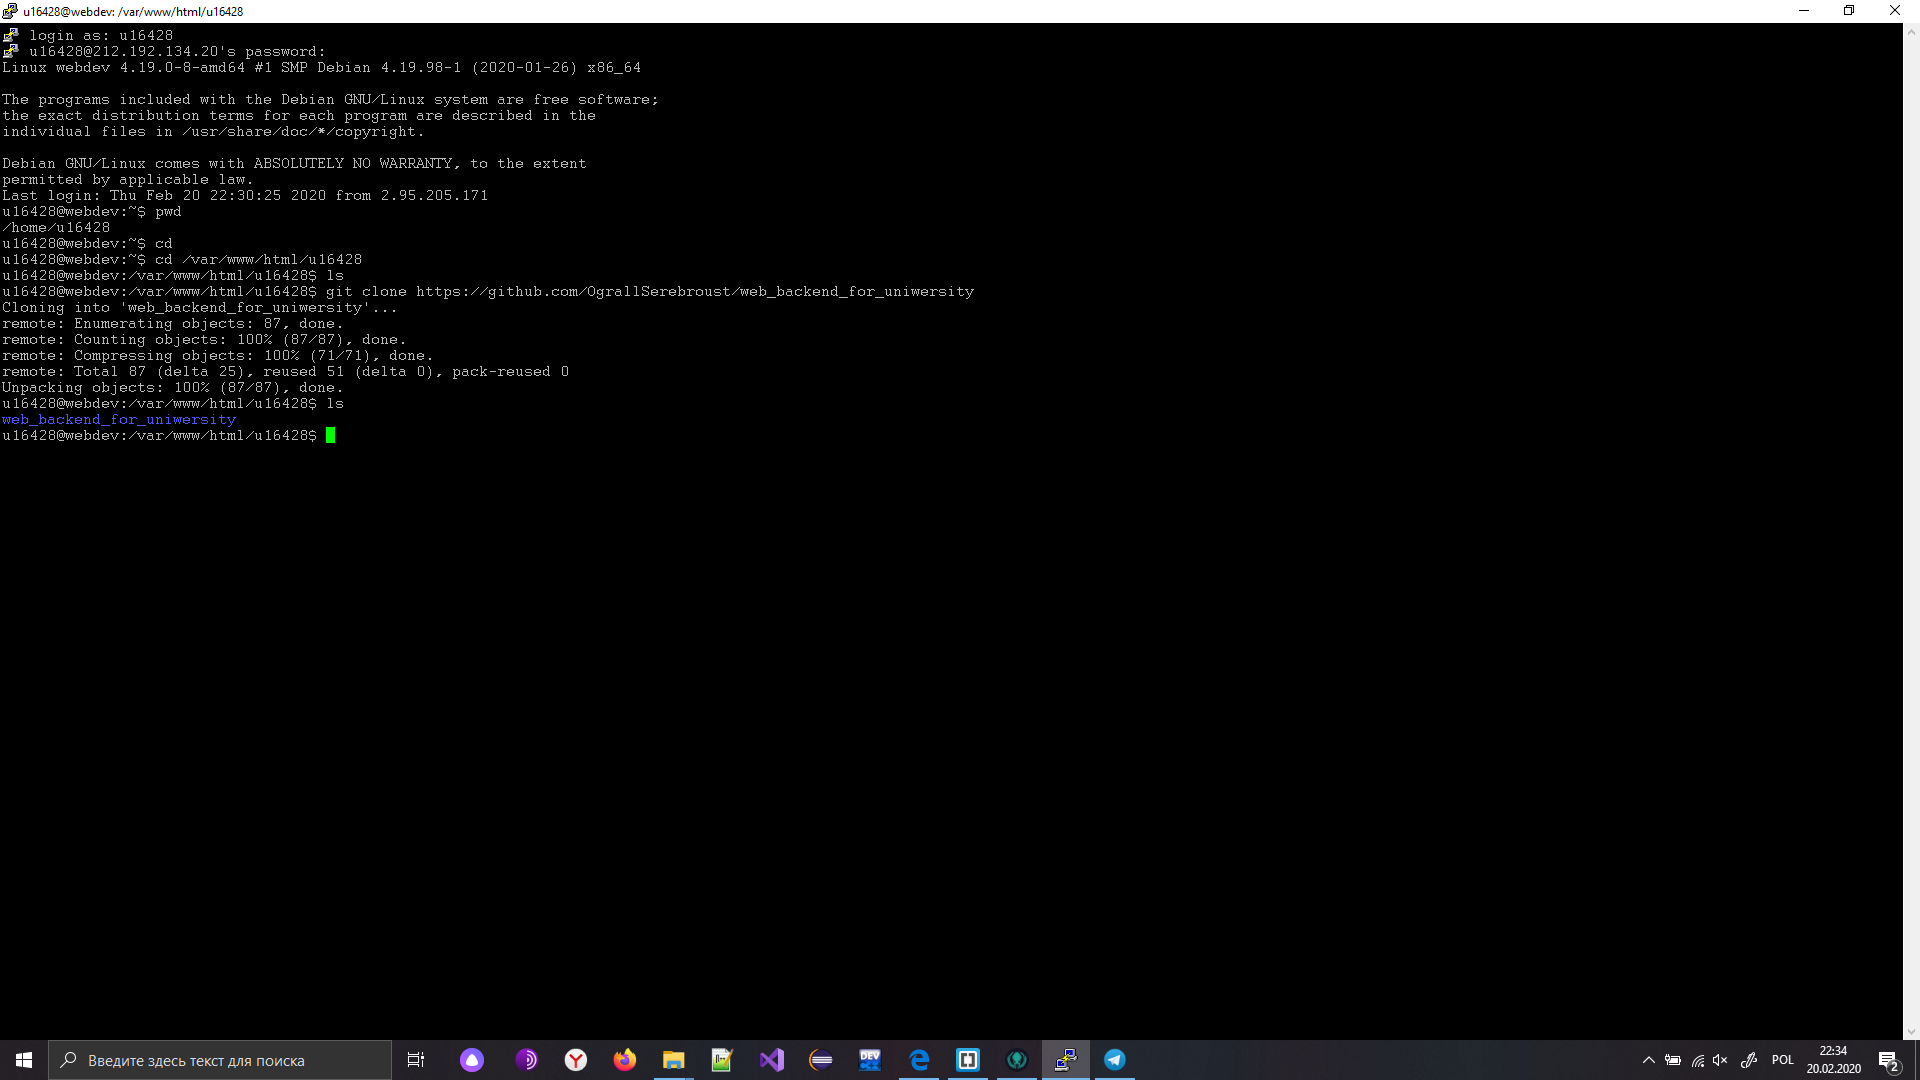 u16428@webdev: /var/www/html/u16428
login as: u16428
u16428@212.192.134.20's password:
Linux webdev 4.19.0-8-amd64 #1 SMP Debian 4.19.98-1 (2020-01-26) x86_64
The programs included with the Debian GNU/Linux system are free software;
the exact distribution terms for each program are described in the
individual files in /usr/share/doc/*/copyright.
Debian GNU/Linux comes with ABSOLUTELY NO WARRANTY, to the extent
permitted by applicable law.
Last login: Thu Feb 20 22:30:25 2020 from 2.95.205.171
u16428@webdev:~$ pwd
/home/u16428
u16428@webdev:~$ cd
u16428@webdev:~$ cd /var/www/html/u16428
u16428@webdev:/var/www/html/u16428$ ls
u16428@webdev:/var/www/html/u16428$ git clone https://github.com/OgrallSerebroust/web_backend_for_uniwersity
Cloning into 'web_backend_for_uniwersity'...
remote: Enumerating objects: 87, done.
remote: Counting objects: 100% (87/87), done.
remote: Compressing objects: 100% (71/71), done.
remote: Total 87 (delta 25), reused 51 (delta 0), pack-reused 0
Unpacking objects: 100% (87/87), done.
u16428@webdev:/var/www/html/u16428$ ls
web_backend_for_uniwersity
u16428@webdev:/var/www/html/u16428$
Введите здесь текст для поиска
DEV
POL
22:34
20.02.2020
2